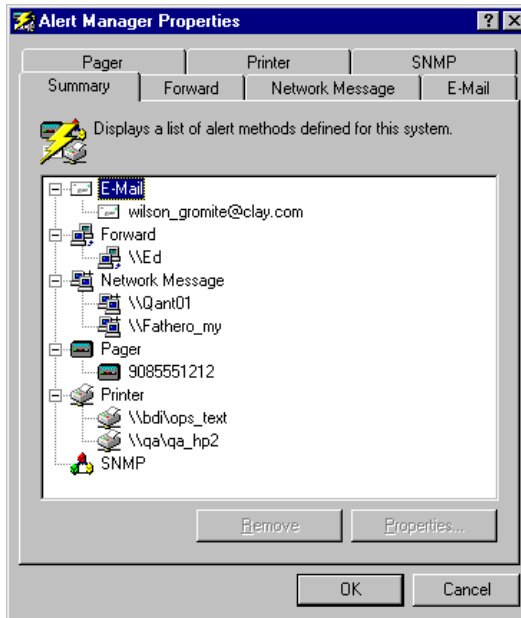 Alert Manager Properties
Pager Printer SNMP
Summary Forward Network Message E-Mail
Displays a list of alert methods defined for this system.
E-Mail
wilson_gromite@clay.com
Forward
\\Ed
Network Message
\\Qant01
\\Fathero_my
Pager
9085551212
Printer
\\bdi\ops_text
\\qa\qa_hp2
SNMP
Remove Properties...
OK Cancel